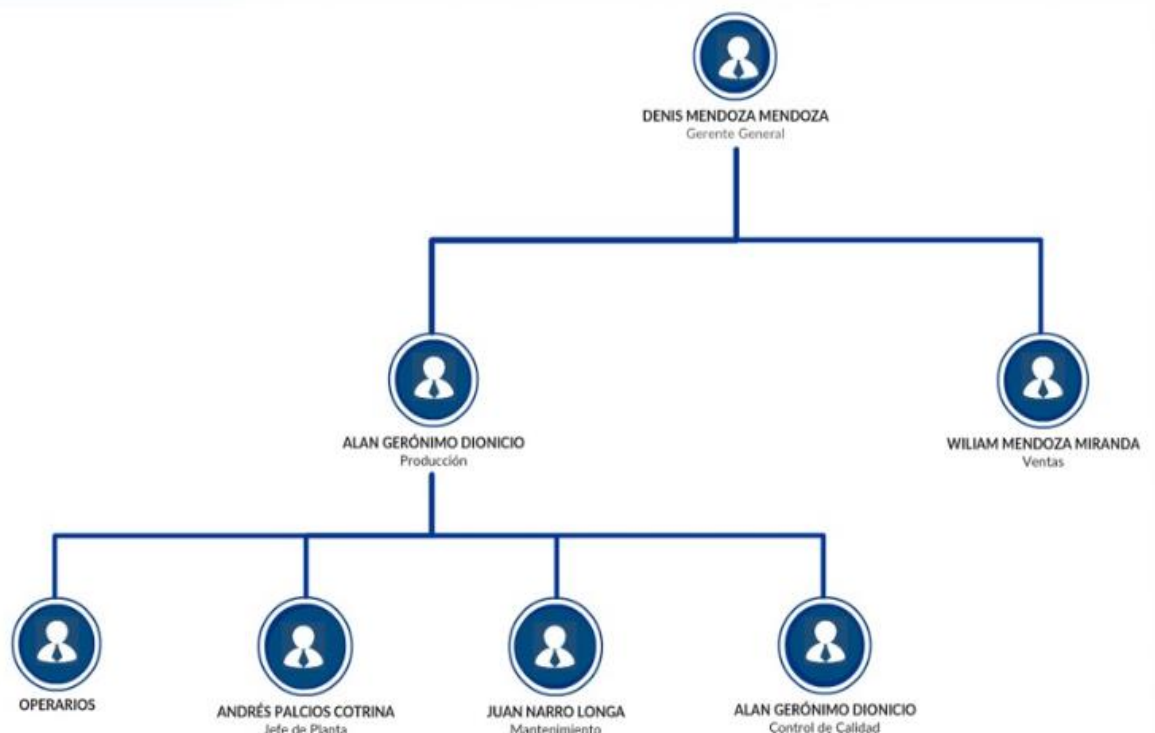 DENIS MENDOZA MENDOZA
Gerente General
ALAN GERÓNIMO DIONICIO
Producción
WILIAM MENDOZA MIRANDA
Ventas
OPERARIOS
ANDRÉS PALCIOS COTRINA
Jefe de Planta
JUAN NARRO LONGA
Mantenimiento
ALAN GERÓNIMO DIONICIO
Control de Calidad